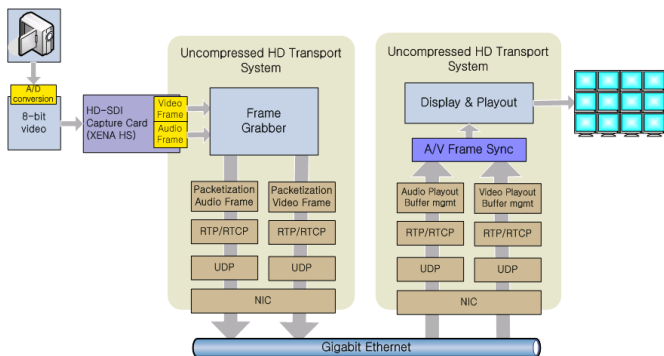 A/D
conversion
8-bit
video
HD-SDI
Capture Card
(XENA HS)
Video
Frame
Audio
Frame
Uncompressed HD Transport
System
Frame
Grabber
Packetization
Audio Frame
Packetization
Video Frame
RTP/RTCP
RTP/RTCP
UDP
UDP
NIC
Uncompressed HD Transport
System
Display & Playout
A/V Frame Sync
Audio Playout
Buffer mgmt
Video Playout
Buffer mgmt
RTP/RTCP
RTP/RTCP
UDP
UDP
NIC
Gigabit Ethernet